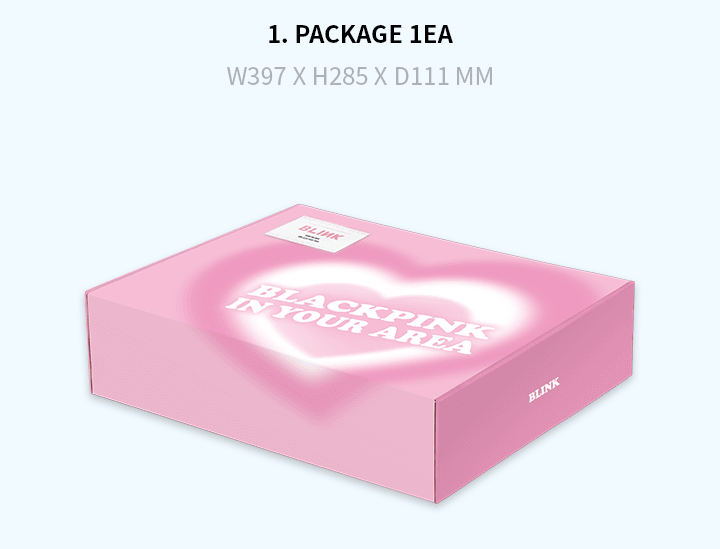 1. PACKAGE 1EA
W397 X H285 X D111 MM
BLINK
BLACKPINK
IN YOUR AREA
BLINK